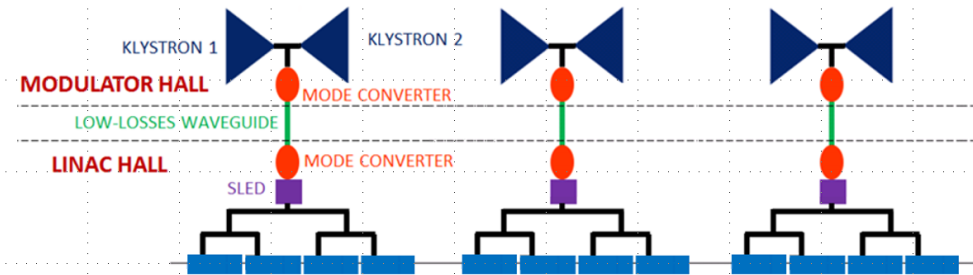 KLYSTRON 1
KLYSTRON 2
MODULATOR HALL
MODE CONVERTER
LOW-LOSSES WAVEGUIDE
LINAC HALL
MODE CONVERTER
SLED